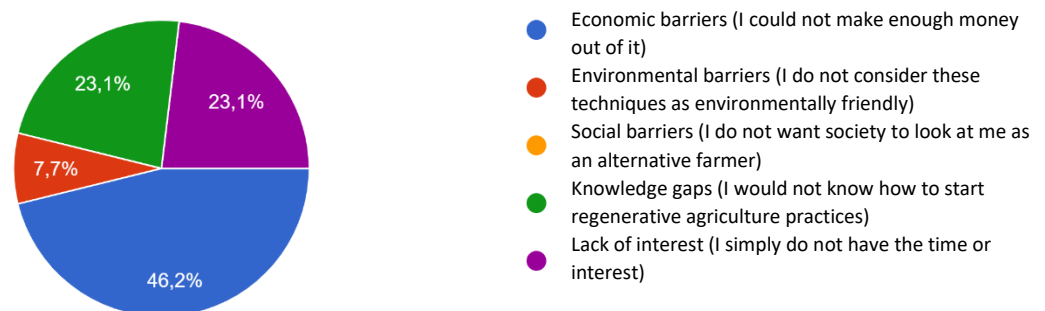 23,1%
23,1%
7,7%
46,2%
Economic barriers (I could not make enough money
out of it)
Environmental barriers (I do not consider these
techniques as environmentally friendly)
Social barriers (I do not want society to look at me as
an alternative farmer)
Knowledge gaps (I would not know how to start
regenerative agriculture practices)
Lack of interest (I simply do not have the time or
interest)